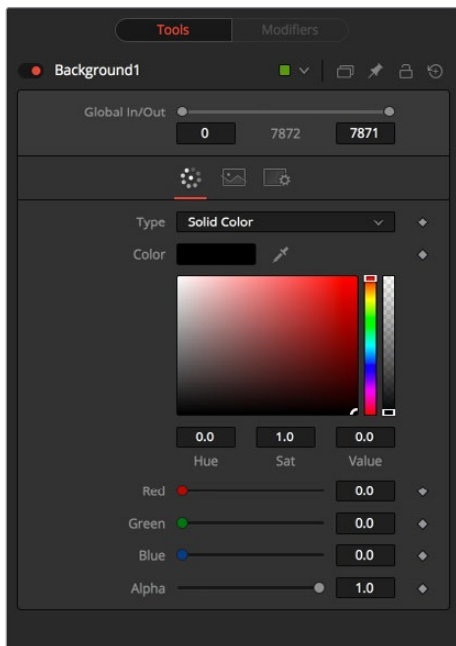 Tools Modifiers
Background1
Global In/Out
0 7872 7871
Type Solid Color
Color
0.0 1.0 0.0
Hue Sat Value
Red 0.0
Green 0.0
Blue 0.0
Alpha 1.0